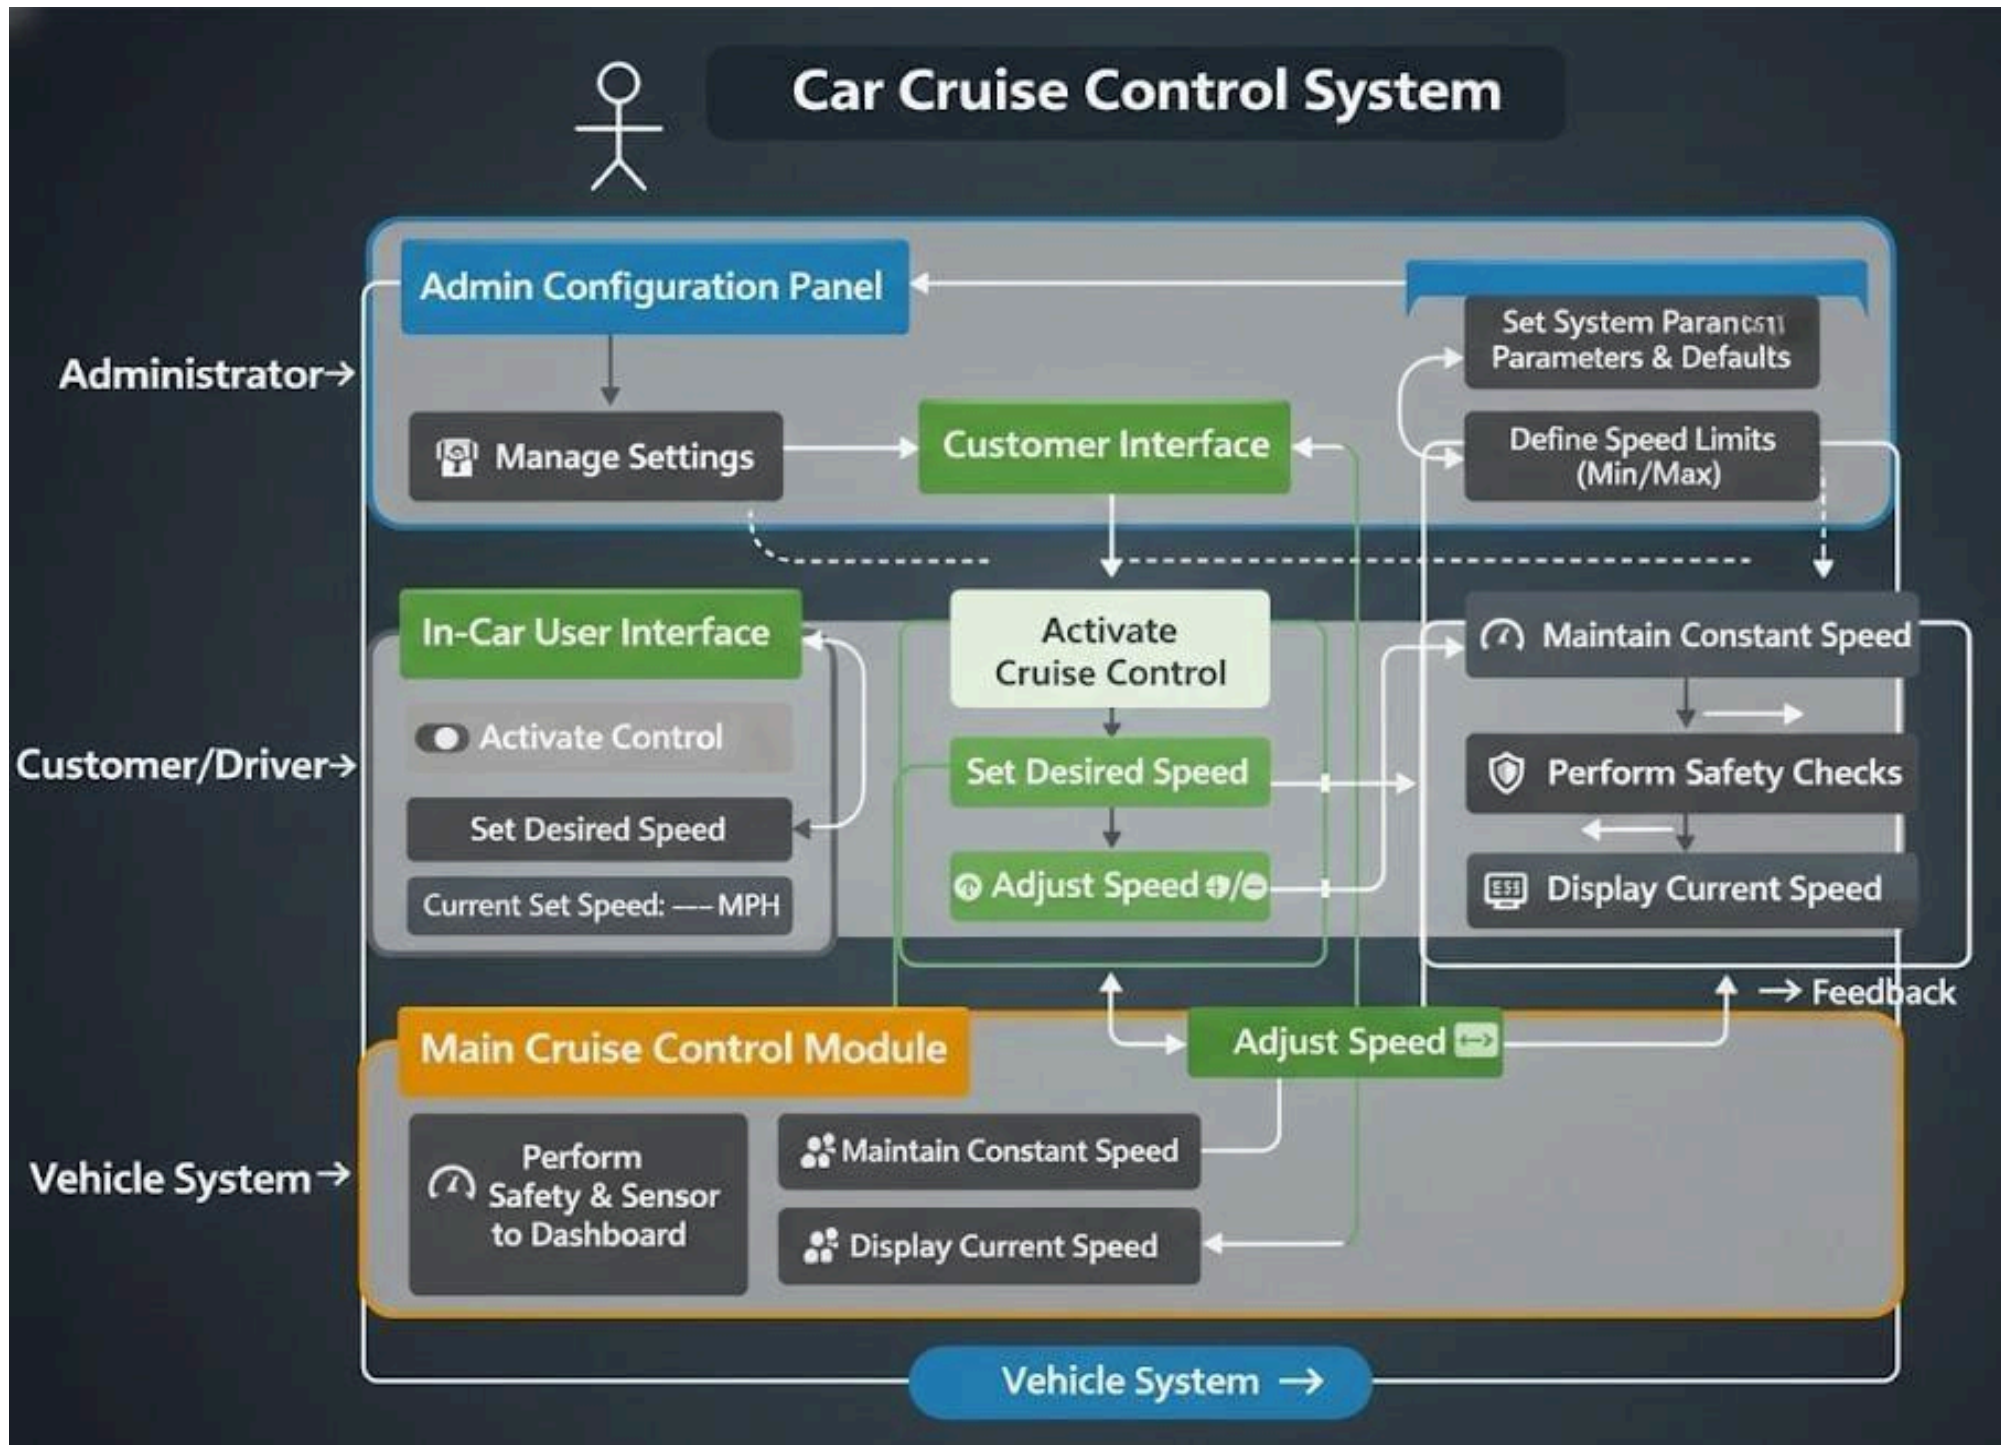 Car Cruise Control System
Admin Configuration Panel
Set System
Parameters & Defaults
Administrator→
Manage Settings
Customer Interface
Define Speed Limits
(Min/Max)
In-Car User Interface
Activate
Cruise Control
Maintain Constant Speed
Activate Control
Customer/Driver→
Set Desired Speed
Perform Safety Checks
Set Desired Speed
Current Set Speed: --- MPH
Adjust Speed +/-
Display Current Speed
→ Feedback
Main Cruise Control Module
Adjust Speed
Vehicle System→
Perform
Safety & Sensor
to Dashboard
Maintain Constant Speed
Display Current Speed
Vehicle System →